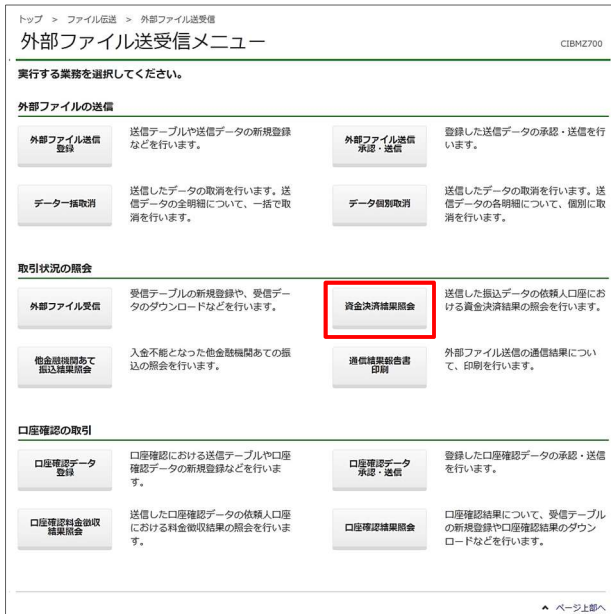 トップ > ファイル伝送 > 外部ファイル送受信
外部ファイル送受信メニュー
CIBMZ700
実行する業務を選択してください。
外部ファイルの送信
外部ファイル送信
登録
送信テーブルや送信データの新規登録
などを行います。
外部ファイル送信
承認・送信
登録した送信データの承認・送信を行
います。
データ一括取消
送信したデータの取消を行います。送
信データの全明細について、一括で取
消を行います。
データ個別取消
送信したデータの取消を行います。送
信データの各明細について、個別に取
消を行います。
取引状況の照会
外部ファイル受信
受信テーブルの新規登録や、受信デー
タのダウンロードなどを行います。
資金決済結果照会
送信した振込データの依頼人口座にお
ける資金決済結果の照会を行います。
他金融機関あて
振込結果照会
入金不能となった他金融機関あての振
込の照会を行います。
通信結果報告書
印刷
外部ファイル送信の通信結果につい
て、印刷を行います。
口座確認の取引
口座確認データ
登録
口座確認における送信テーブルや口座
確認データの新規登録などを行いま
す。
口座確認データ
承認・送信
登録した口座確認データの承認・送信
を行います。
口座確認料金徴収
結果照会
送信した口座確認データの依頼人口座
における料金徴収結果の照会を行いま
す。
口座確認結果照会
口座確認結果について、受信テーブル
の新規登録や口座確認結果のダウン
ロードなどを行います。
ページ上部へ